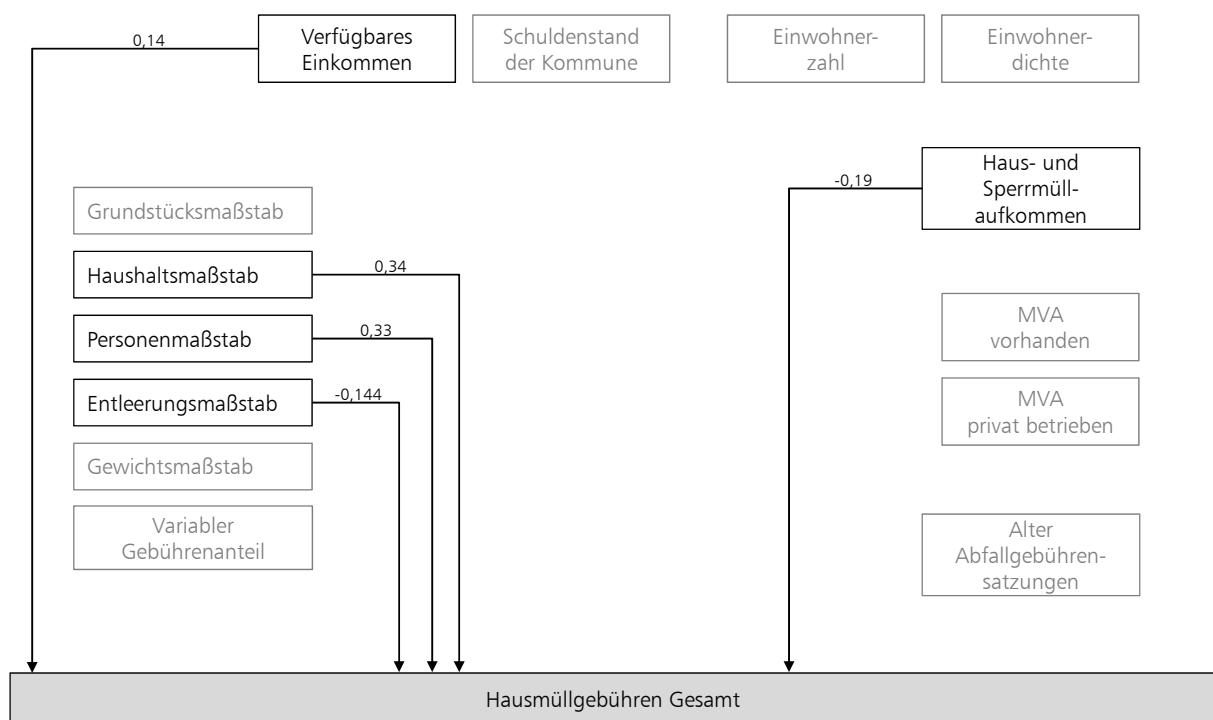 0,14
Verfügbares
Einkommen
Schuldenstand
der Kommune
Einwohner-
zahl
Einwohner-
dichte
-0,19
Haus- und
Sperrmüll-
aufkommen
Grundstücksmaßstab
Haushaltsmaßstab
0,34
Personenmaßstab
0,33
Entleerungsmaßstab
-0,144
Gewichtsmaßstab
Variabler
Gebührenanteil
MVA
vorhanden
MVA
privat betrieben
Alter
Abfallgebühren-
satzungen
Hausmüllgebühren Gesamt